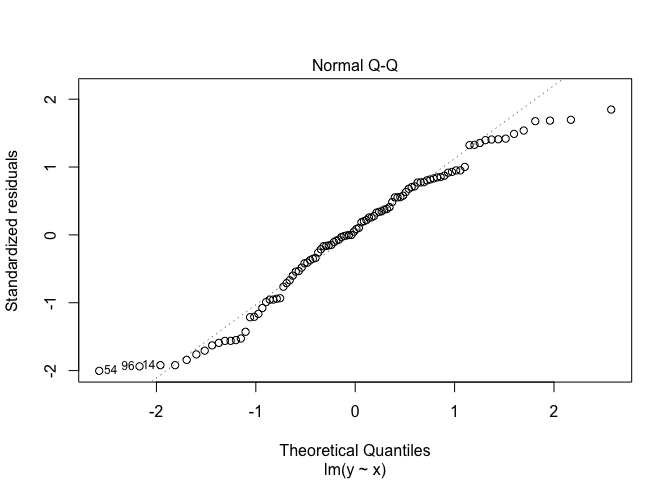 Normal Q-Q
Standardized residuals
2
1
0
-1
-2
54 96 14
-2 -1 0 1 2
Theoretical Quantiles
lm(y ~ x)